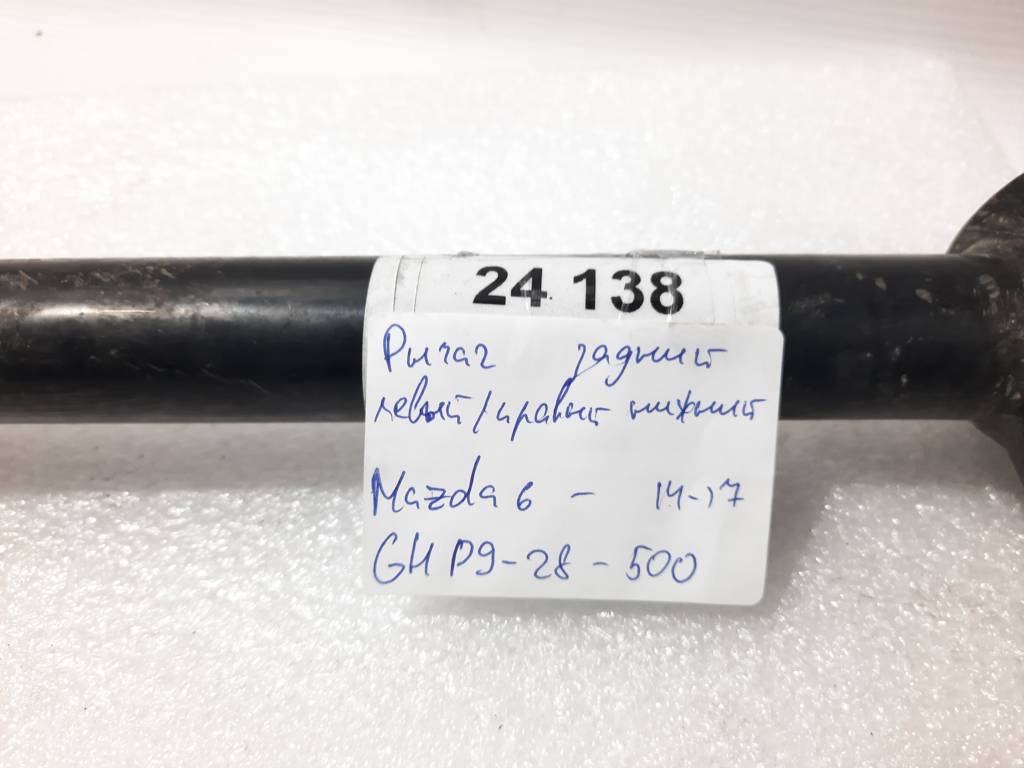 24 138
Рычаг задний
левый/правый нижний
Mazda 6 - 14-17
GHP9-28-500